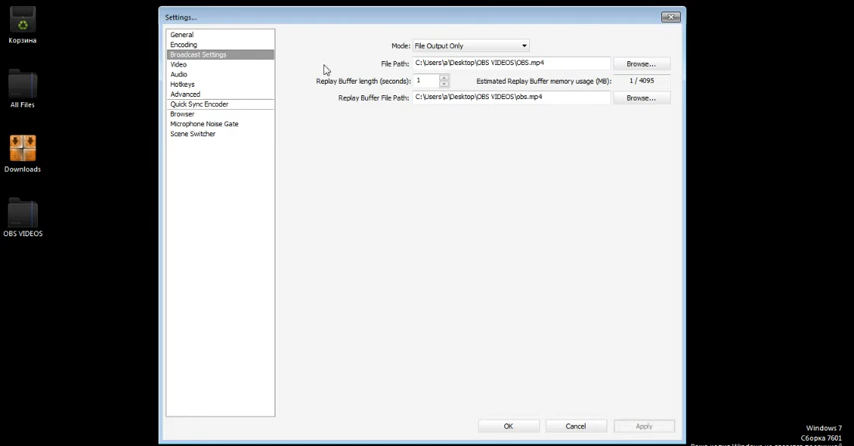 Корзина
All Files
Downloads
OBS VIDEOS
Settings...
General
Encoding
Broadcast Settings
Video
Audio
Hotkeys
Advanced
Quick Sync Encoder
Browser
Microphone Noise Gate
Scene Switcher
Mode: File Output Only
File Path: C:\Users\a\Desktop\OBS VIDEOS\OBS.mp4 Browse...
Replay Buffer length (seconds): 1 Estimated Replay Buffer memory usage (MB): 1 / 4095
Replay Buffer File Path: C:\Users\a\Desktop\OBS VIDEOS\obs.mp4 Browse...
OK Cancel Apply
Windows 7
Сборка 7601